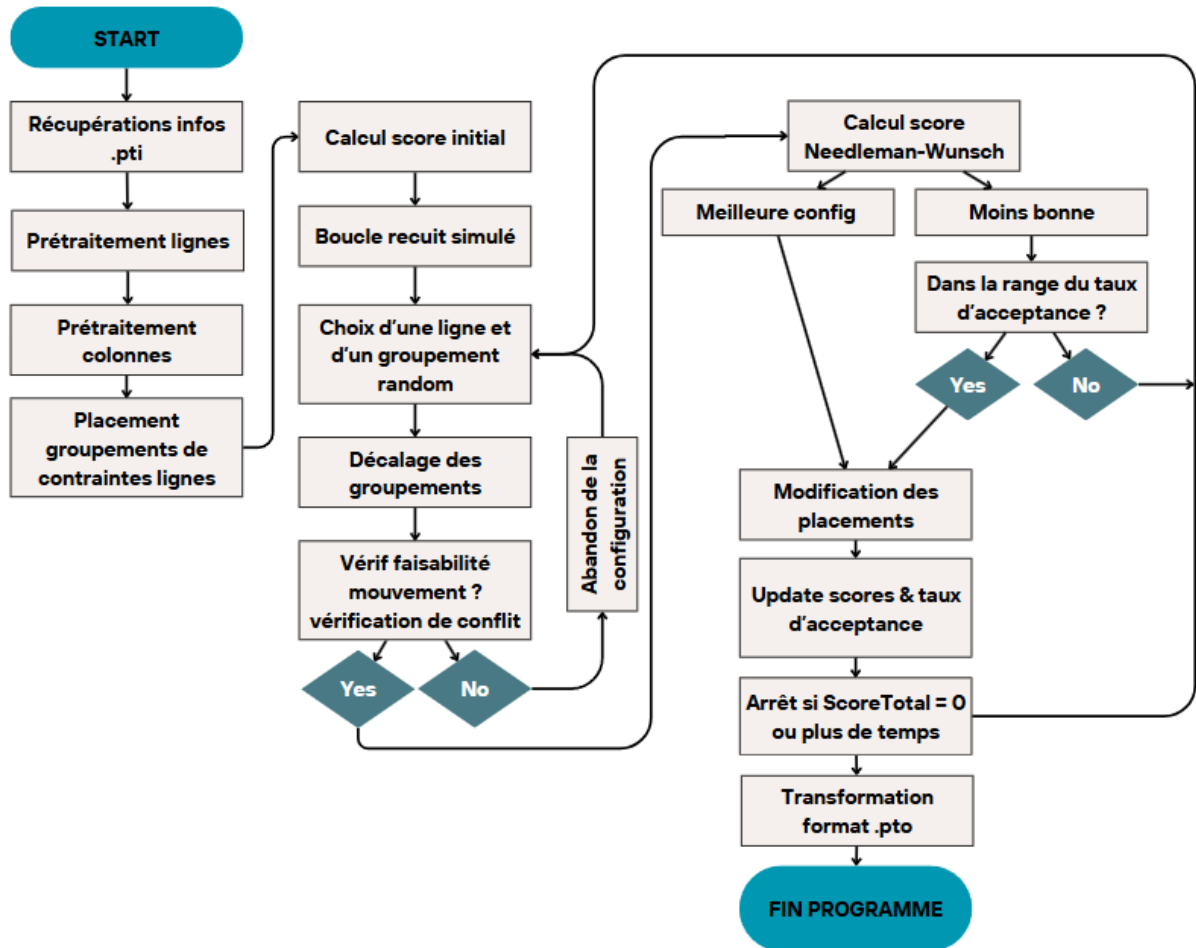 START
Récupérations infos
.pti
Prétraitement lignes
Prétraitement
colonnes
Placement
groupements de
contraintes lignes
Calcul score initial
Boucle recuit simulé
Choix d'une ligne et
d'un groupement
random
Décalage des
groupements
Vérif faisabilité
mouvement ?
vérification de conflit
Yes
No
Abandon de la
configuration
Calcul score
Needleman-Wunsch
Meilleure config
Moins bonne
Dans la range du taux
d'acceptance ?
Yes
No
Modification des
placements
Update scores & taux
d'acceptance
Arrêt si ScoreTotal = 0
ou plus de temps
Transformation
format .pto
FIN PROGRAMME